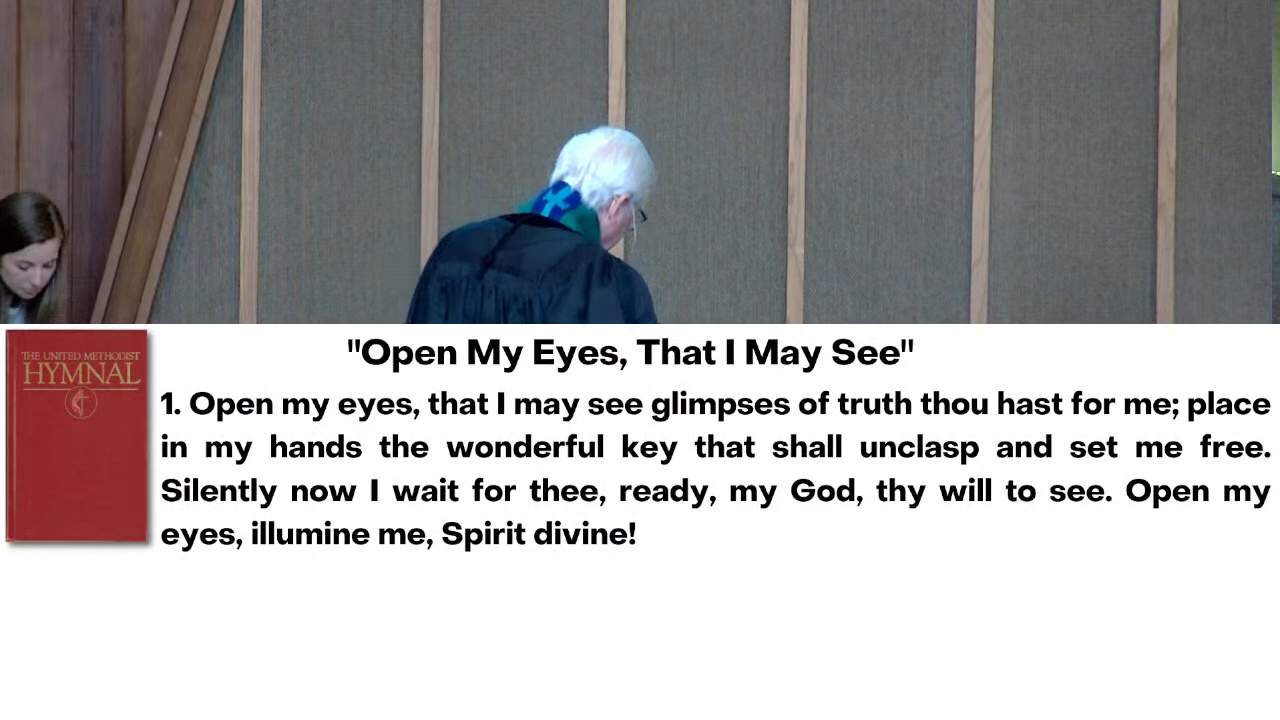 THE UNITED METHODIST
HYMNAL
"Open My Eyes, That I May See"
1. Open my eyes, that I may see glimpses of truth thou hast for me; place
in my hands the wonderful key that shall unclasp and set me free.
Silently now I wait for thee, ready, my God, thy will to see. Open my
eyes, illumine me, Spirit divine!